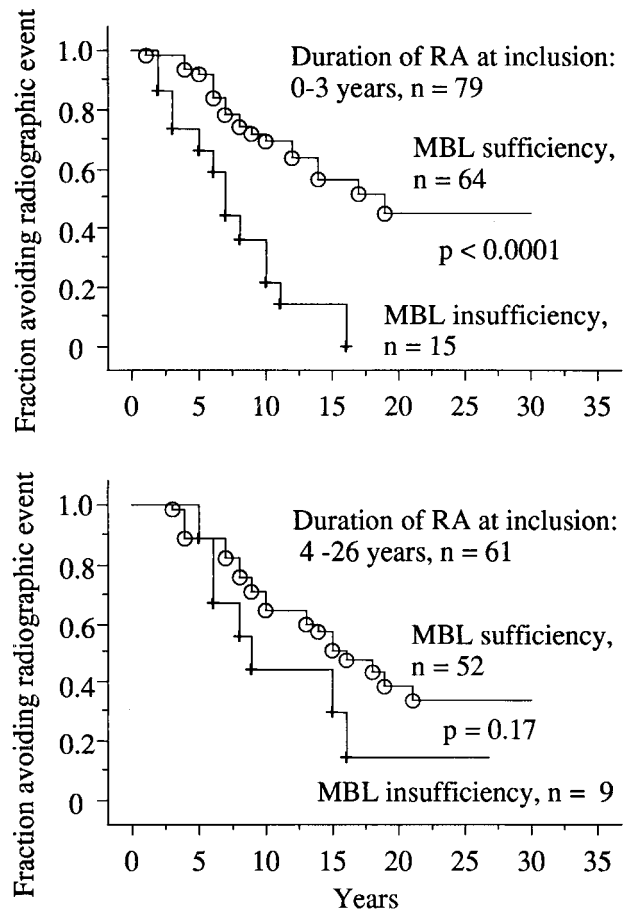 Fraction avoiding radiographic event
1.0
0.8
0.6
0.4
0.2
0
Duration of RA at inclusion:
0-3 years, n = 79
MBL sufficiency,
n = 64
p < 0.0001
MBL insufficiency,
n = 15
0 5 10 15 20 25 30 35
Fraction avoiding radiographic event
1.0
0.8
0.6
0.4
0.2
0
Duration of RA at inclusion:
4 -26 years, n = 61
MBL sufficiency,
n = 52
p = 0.17
MBL insufficiency, n = 9
0 5 10 15 20 25 30 35
Years